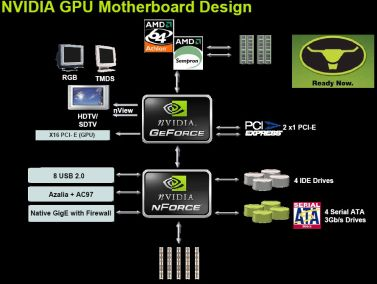 NVIDIA GPU Motherboard Design
AMD
64
Athlon
AMD
Sempron
Ready Now.
RGB
TMDS
nView
HDTV/
SDTV
X16 PCI-E (GPU)
NVIDIA
GEFORCE
PCI
EXPRESS
2 x1 PCI-E
8 USB 2.0
Azalia + AC97
Native GigE with Firewall
NVIDIA
NFORCE
4 IDE Drives
SERIAL
ATA
4 Serial ATA
3Gb/s Drives